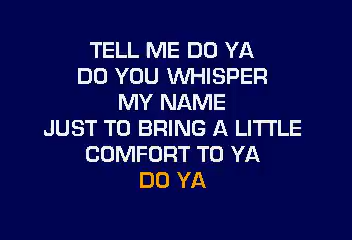 TELL ME DO YA
DO YOU WHISPER
MY NAME
JUST TO BRING A LITTLE
COMFORT TO YA
DO YA